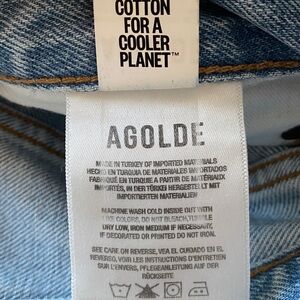 COTTON
FOR A
COOLER
PLANET™
AGOLDE
MADE IN TURKEY OF IMPORTED MATERIALS
HECHO EN TURQUIA DE MATERIALES IMPORTADOS
FABRIQUÉ EN TURQUIE A PARTIR DE MATÉRIAUX
IMPORTÉS, IN DER TÜRKEI HERGESTELLT MIT
IMPORTIERTEN MATERIALIEN
MACHINE WASH COLD INSIDE OUT WITH
LIKE COLORS, DO NOT BLEACH, TUMBLE
DRY LOW, IRON MEDIUM IF NECESSARY.
IF DECORATED OR PRINTED DO NOT IRON.
SEE CARE ON REVERSE, VEA EL CUIDADO EN EL
REVERSO, VOIR LES INSTRUCTIONS D'ENTRETIEN
SUR L'ENVERS, PFLEGEANLEITUNG AUF DER
RÜCKSEITE